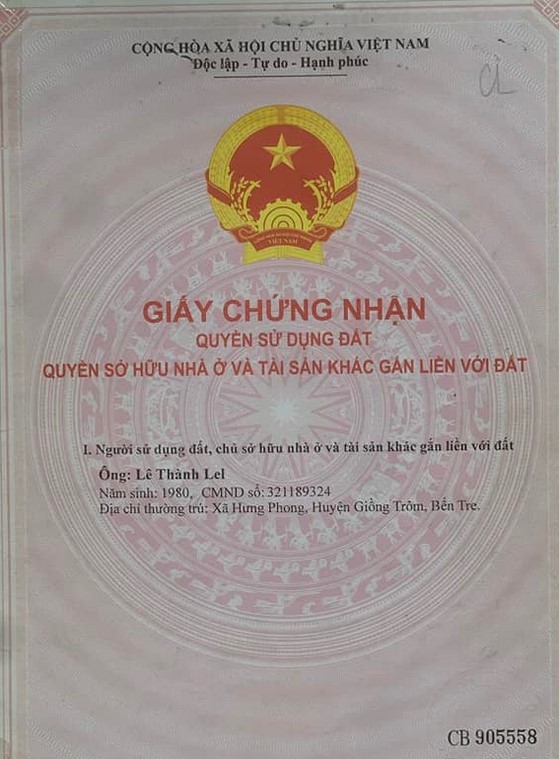 CỘNG HÒA XÃ HỘI CHỦ NGHĨA VIỆT NAM
Độc lập - Tự do - Hạnh phúc
CL
VIỆT NAM
GIẤY CHỨNG NHẬN
QUYỀN SỬ DỤNG ĐẤT
QUYỀN SỞ HỮU NHÀ Ở VÀ TÀI SẢN KHÁC GẮN LIỀN VỚI ĐẤT
I. Người sử dụng đất, chủ sở hữu nhà ở và tài sản khác gắn liền với đất
Ông: Lê Thành Lel
Năm sinh: 1980, CMND số: 321189324
Địa chỉ thường trú: Xã Hưng Phong, Huyện Giồng Trôm, Bến Tre.
CB 905558